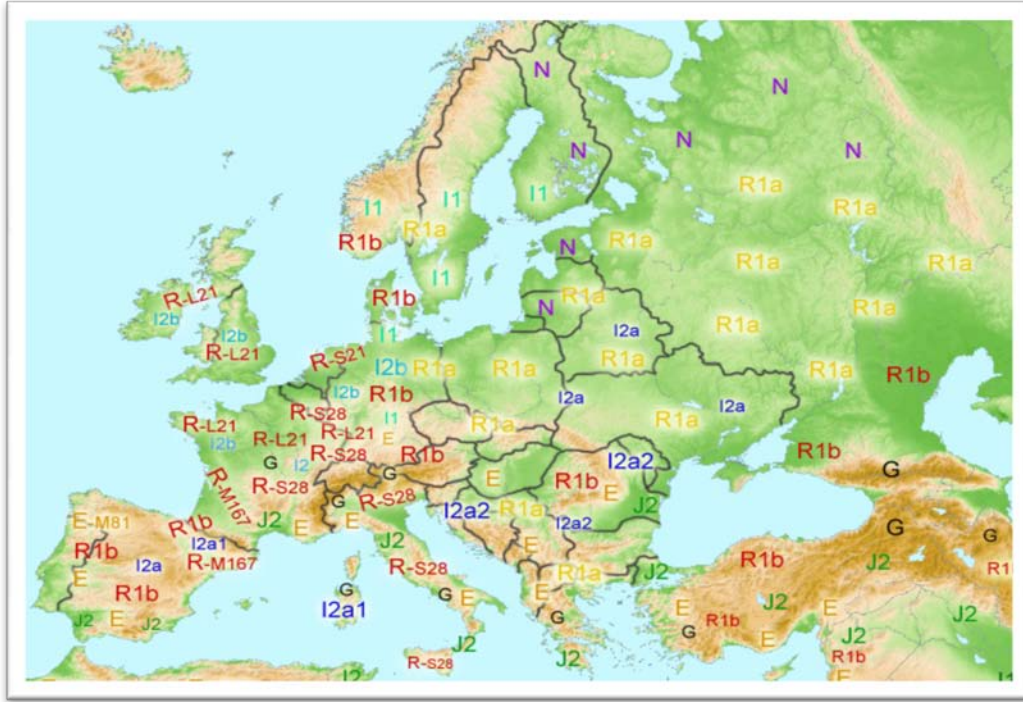 N
N
N
N
N
R1a
I1
I1
I1
R1a
R1a
R1b
R1a
N
R1a
R1a
I1
R1b
R1a
R-L21
N
R1a
I2b
I2b
I1
I2a
R1a
R-L21
R-S21
I2b
R1a
R1a
R1a
R1a
R1b
I2b
R1b
I2a
I2a
R-S28
R-L21
I1
R1a
R1a
R-L21
I2b
R-L21
E
R-S28
R1b
R1b
G
I2
I2a2
G
R-M167
R-S28
G
E
R1b
E
G
R-S28
I2a2
R1a
J2
E-M81
R1b
J2
E
E
I2a2
G
G
R1b
I2a1
J2
E
R1b
I2a
R-M167
R-S28
R1a
J2
J2
R1
E
R1b
G
I2a1
G
E
E
G
E
R1b
J2
E
J2
J2
E
J2
J2
R-S28
J2
G
E
J2
R1b
J2
E
J1